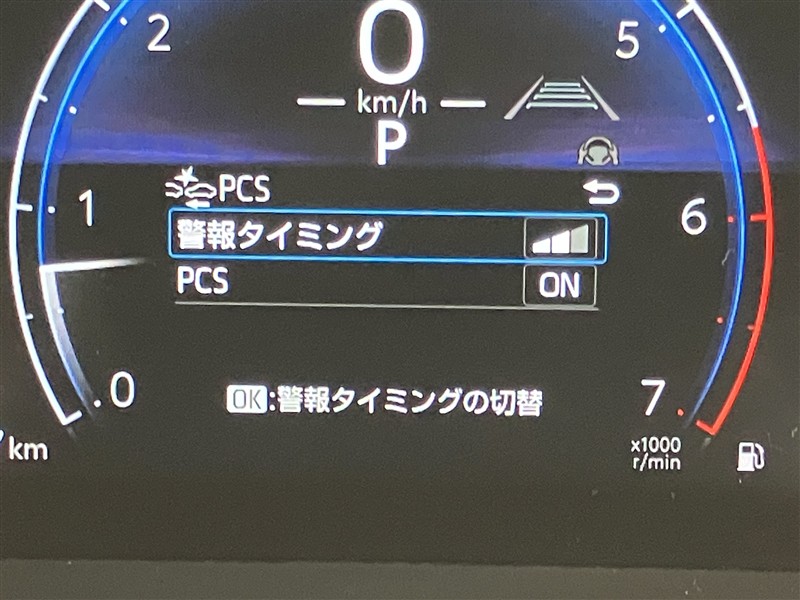 0
2
5
km/h
P
PCS
1
6
警報タイミング
PCS ON
0
OK:警報タイミングの切替
7
km
x1000
r/min